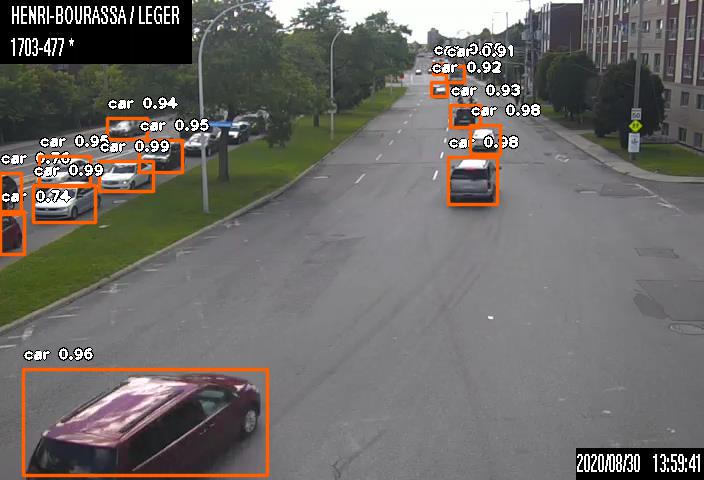 HENRI-BOURASSA / LEGER
1703-477 *
0.91
car 0.92
car 0.93
car 0.94
car 0.95
car 0.98
car 0.99
car 0.98
car 0.99
car 0.74
car 0.96
2020/08/30 13:59:41